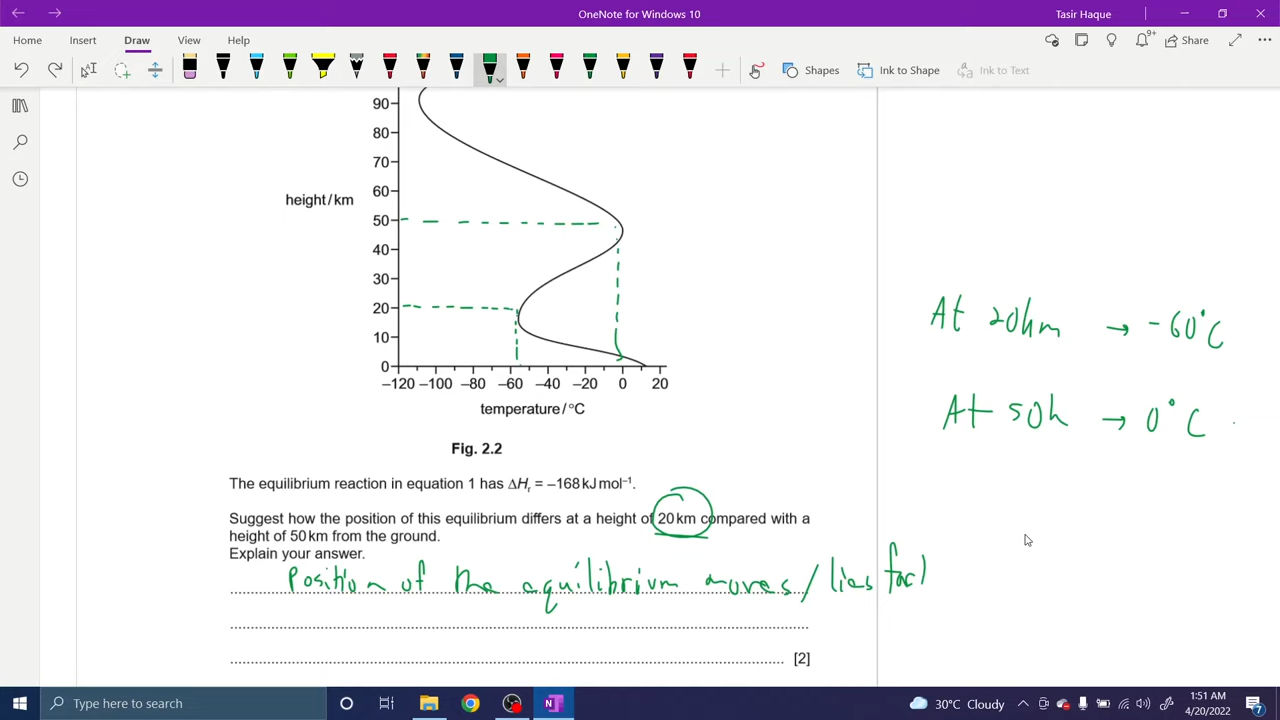 OneNote for Windows 10
Tasir Haque
Home Insert Draw View Help
9+
Share
Shapes
Ink to Shape
Ink to Text
90
80
70
60
height/km
50
40
30
20
10
0
−120 −100 −80 −60 −40 −20 0 20
temperature/°C
Fig. 2.2
At 20km → -60°C
At 50k → 0°C
The equilibrium reaction in equation 1 has ΔHr = −168 kJ mol−1.
Suggest how the position of this equilibrium differs at a height of 20 km compared with a
height of 50 km from the ground.
Explain your answer.
Position of the equilibrium moves/ lies
[2]
Type here to search
30°C Cloudy
1:51 AM
4/20/2022
7